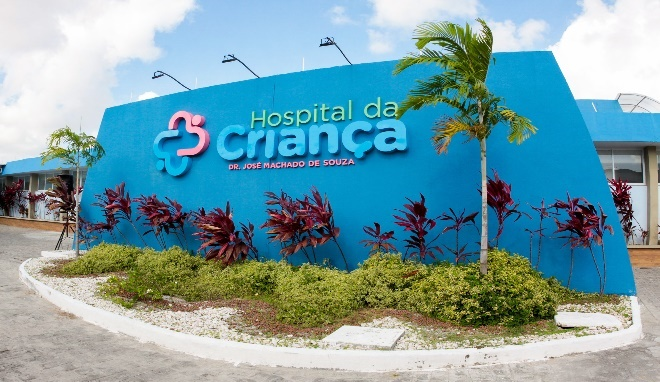 Hospital da
Criança
DR. JOSÉ MACHADO DE SOUZA